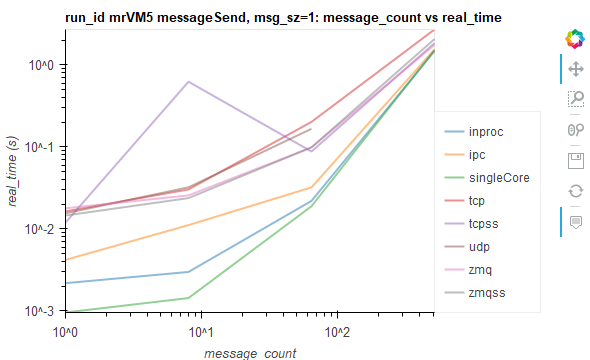 run_id mrVM5 messageSend, msg_sz=1: message_count vs real_time
real_time (s)
10^0
10^-1
10^-2
10^-3
10^0
10^1
10^2
message_count
inproc
ipc
singleCore
tcp
tcpss
udp
zmq
zmqss